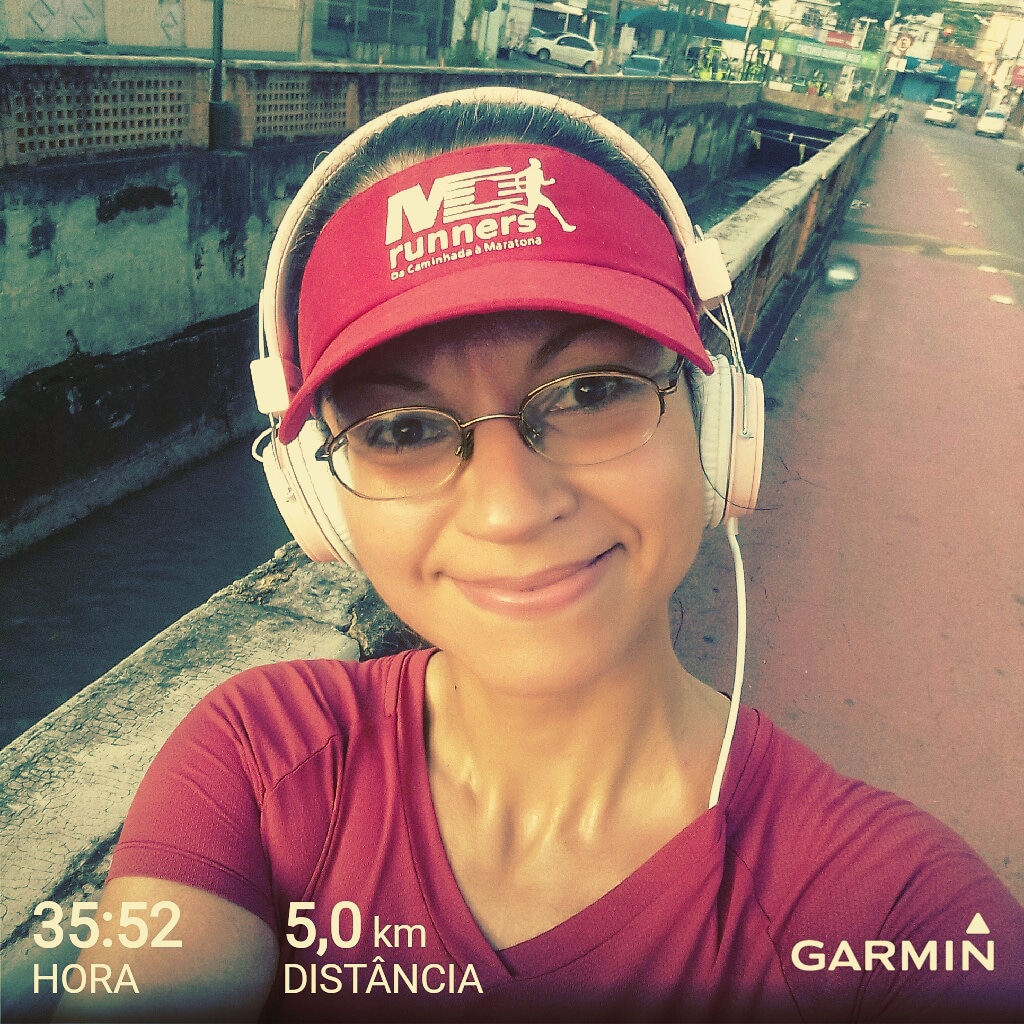 MC
runners
Da Caminhada à Maratona
35:52
HORA
5,0 km
DISTÂNCIA
GARMIN